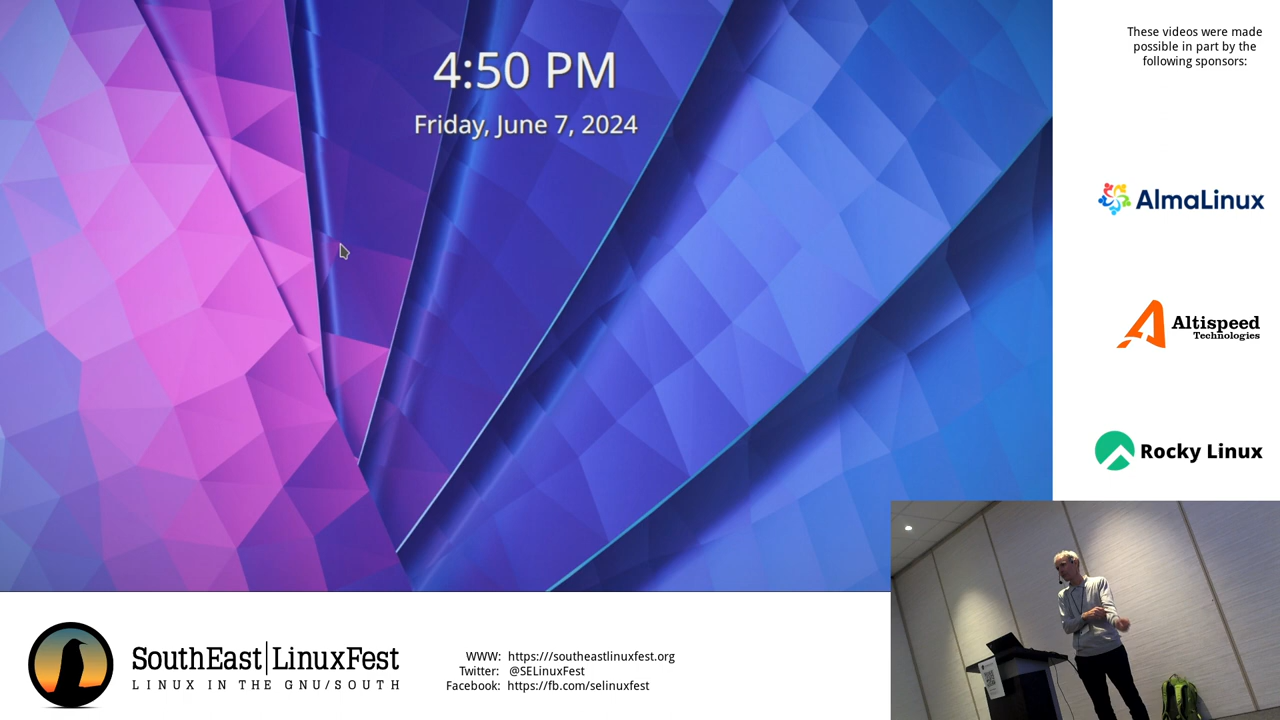 4:50 PM
Friday, June 7, 2024
These videos were made
possible in part by the
following sponsors:
AlmaLinux
Altispeed
Technologies
Rocky Linux
SouthEast|LinuxFest
LINUX IN THE GNU/SOUTH
WWW: https://southeastlinuxfest.org
Twitter: @SELinuxFest
Facebook: https://fb.com/selinuxfest